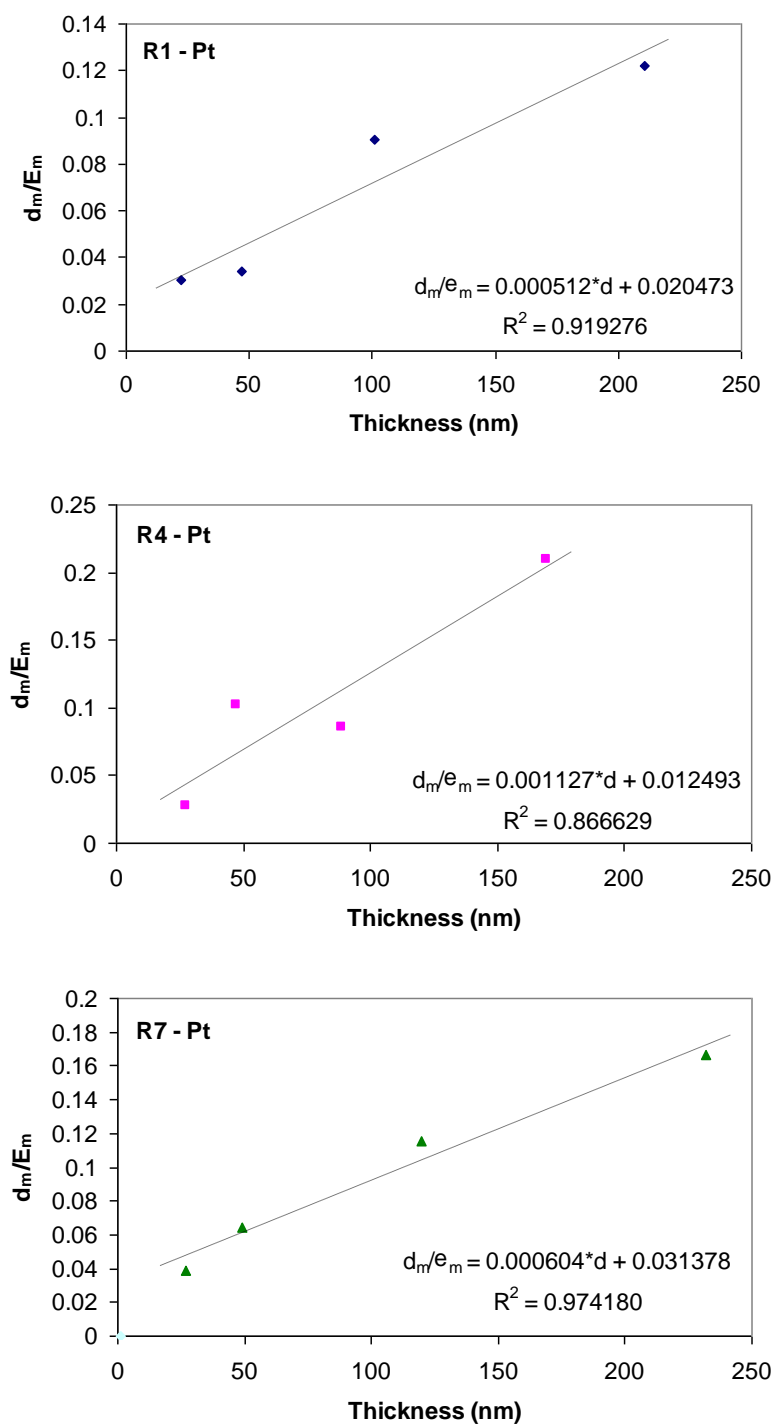 R1 - Pt
0.14
0.12
0.1
0.08
0.06
0.04
0.02
0
dm/Em
dm/em = 0.000512*d + 0.020473
R² = 0.919276
0 50 100 150 200 250
Thickness (nm)
R4 - Pt
0.25
0.2
0.15
0.1
0.05
0
dm/Em
dm/em = 0.001127*d + 0.012493
R² = 0.866629
0 50 100 150 200 250
Thickness (nm)
R7 - Pt
0.2
0.18
0.16
0.14
0.12
0.1
0.08
0.06
0.04
0.02
0
dm/Em
dm/em = 0.000604*d + 0.031378
R² = 0.974180
0 50 100 150 200 250
Thickness (nm)